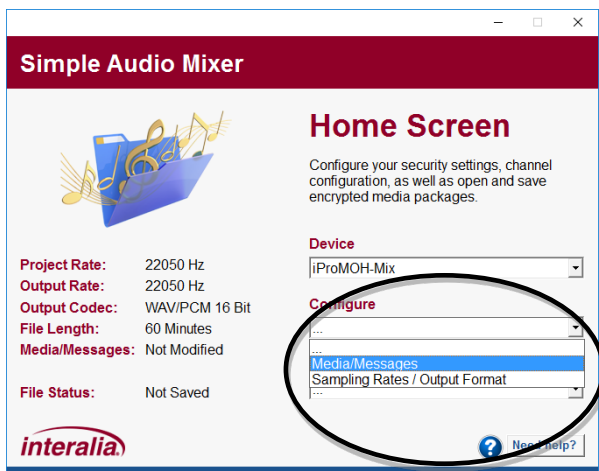 Simple Audio Mixer
Home Screen
Configure your security settings, channel
configuration, as well as open and save
encrypted media packages.
Device
iProMOH-Mix
Project Rate: 22050 Hz
Output Rate: 22050 Hz
Output Codec: WAV/PCM 16 Bit
File Length: 60 Minutes
Media/Messages: Not Modified
File Status: Not Saved
Configure
...
...
Media/Messages
Sampling Rates / Output Format
...
interalia
? Need help?